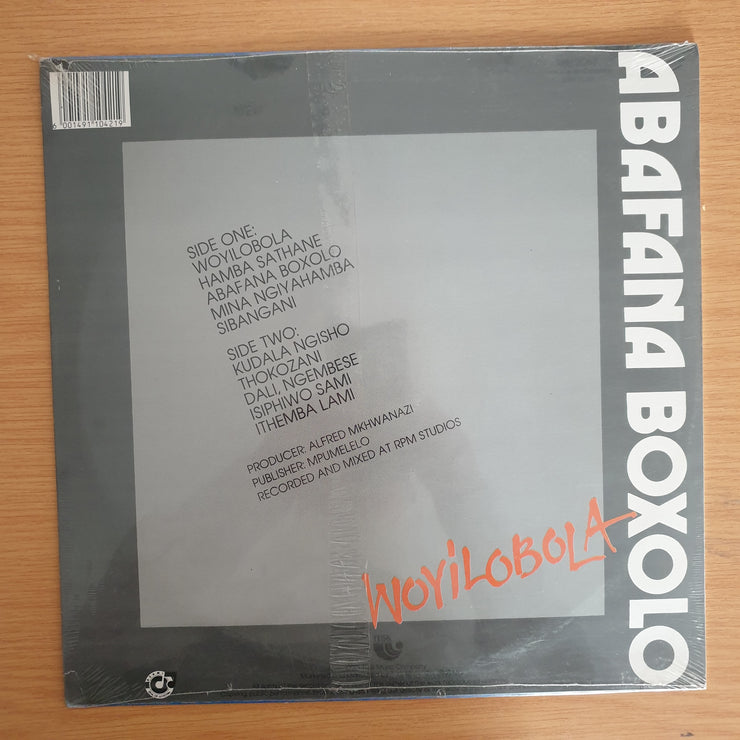 6 001491 104219
ABAFANA BOXOLO
SIDE ONE:
WOYILOBOLA
HAMBA SATHANE
ABAFANA BOXOLO
MINA NGIYAHAMBA
SIBANGANI
SIDE TWO:
KUDALA NGISHO
THOKOZANI
DALI, NGEMBESE
ISIPHIWO SAMI
ITHEMBA LAMI
PRODUCER: ALFRED MKHWANAZI
PUBLISHER: MPUMELELO
RECORDED AND MIXED AT RPM STUDIOS
WOYiLOBOLA